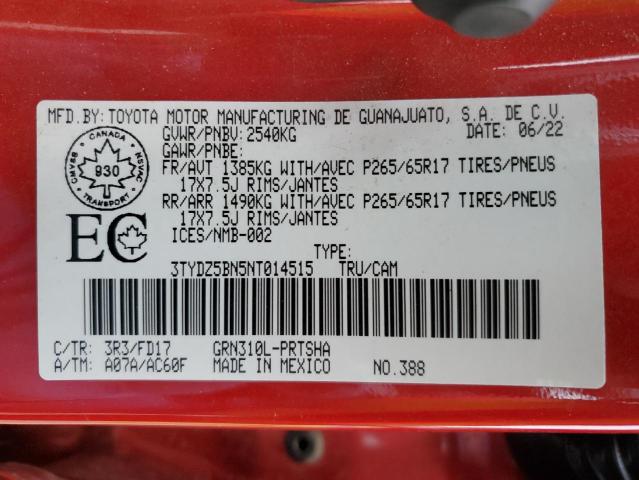 MFD.BY: TOYOTA MOTOR MANUFACTURING DE GUANAJUATO, S.A. DE C.V.
GVWR/PNBV: 2540KG DATE: 06/22
GAWR/PNBE:
FR/AVT 1385KG WITH/AVEC P265/65R17 TIRES/PNEUS
17X7.5J RIMS/JANTES
RR/ARR 1490KG WITH/AVEC P265/65R17 TIRES/PNEUS
17X7.5J RIMS/JANTES
ICES/NMB-002
CANADA
CMVSS 930 NSVAC
TRANSPORT
EC
TYPE:
3TYDZ5BN5NT014515 TRU/CAM
C/TR: 3R3/FD17 GRN310L-PRTSHA
A/TM: A07A/AC60F MADE IN MEXICO NO.388